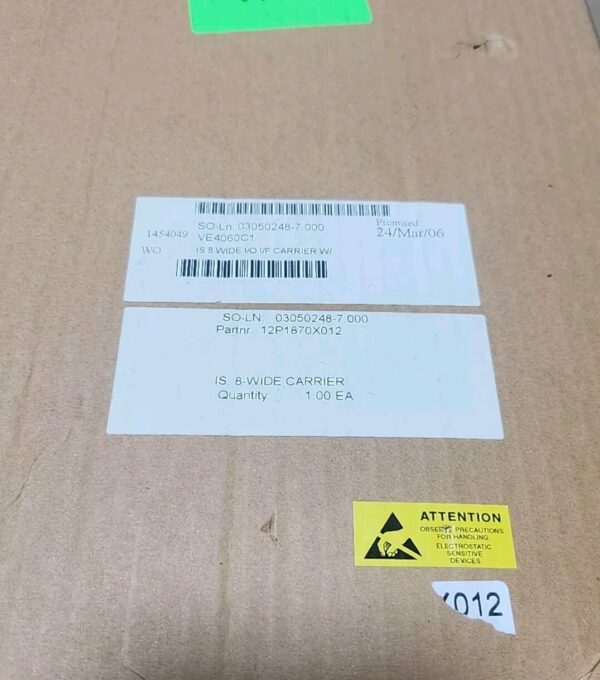 SO-Ln: 03050248-7.000
Promised
1454049 VE4060C1 24/Mar/06
WO IS 8 WIDE I/O I/F CARRIER W/
SO-LN: 03050248-7.000
Partnr 12P1870X012
IS. 8-WIDE CARRIER
Quantity 1.00 EA
ATTENTION
OBSERVE PRECAUTIONS
FOR HANDLING
ELECTROSTATIC
SENSITIVE
DEVICES
012